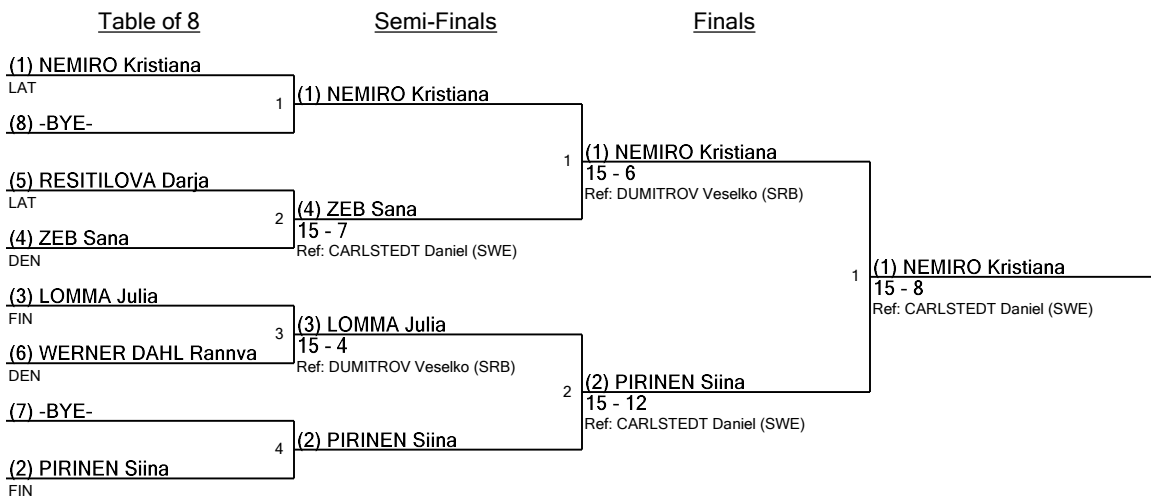 Table of 8
Semi-Finals
Finals
(1) NEMIRO Kristiana
LAT
(8) -BYE-
1
(1) NEMIRO Kristiana
(5) RESITILOVA Darja
LAT
(4) ZEB Sana
DEN
2
(4) ZEB Sana
15 - 7
Ref: CARLSTEDT Daniel (SWE)
1
(1) NEMIRO Kristiana
15 - 6
Ref: DUMITROV Veselko (SRB)
(3) LOMMA Julia
FIN
(6) WERNER DAHL Rannva
DEN
3
(3) LOMMA Julia
15 - 4
Ref: DUMITROV Veselko (SRB)
(7) -BYE-
(2) PIRINEN Siina
FIN
4
(2) PIRINEN Siina
2
(2) PIRINEN Siina
15 - 12
Ref: CARLSTEDT Daniel (SWE)
1
(1) NEMIRO Kristiana
15 - 8
Ref: CARLSTEDT Daniel (SWE)